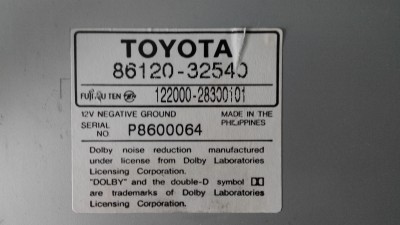 TOYOTA
86120-32540
FUJITSU TEN 122000-28300101
12V NEGATIVE GROUND MADE IN THE PHILIPPINES
SERIAL NO P8600064
Dolby noise reduction manufactured
under license from Dolby Laboratories
Licensing Corporation.
"DOLBY" and the double-D symbol
are trademarks of Dolby Laboratories
Licensing Corporation.